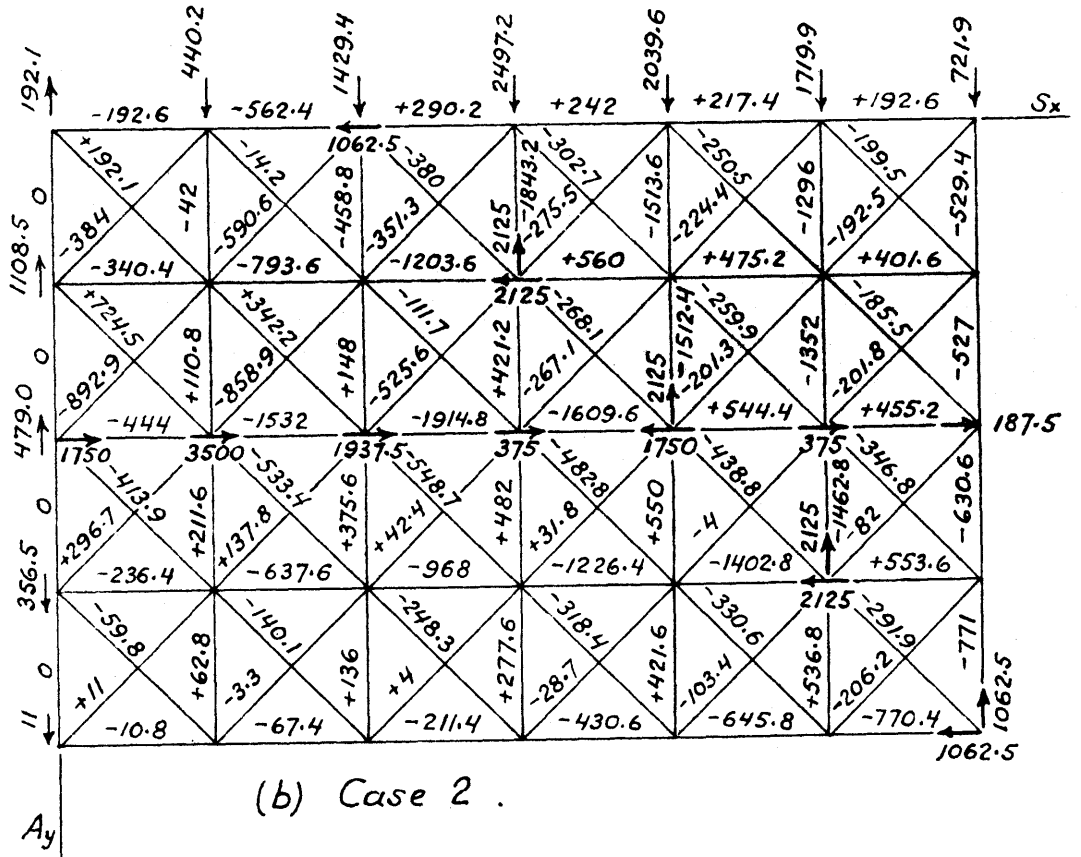 192.1 440.2 1429.4 2497.2 2039.6 1719.9 721.9
-192.6 -562.4 +290.2 +242 +217.4 +192.6 Sx
1062.5
0 +192.1 -384 -42 -14.2 -590.6 -458.8 -380 -351.3 2125 -1843.2 -302.7 -275.5 -1513.6 -250.5 -224.4 -1296 -199.5 -192.5 -529.4
1108.5 -340.4 -793.6 -1203.6 +560 +475.2 +401.6
2125
0 +724.5 -892.9 +110.8 +342.2 -858.9 +148 -111.7 -525.6 +421.2 -268.1 -267.1 2125 -1512.4 -259.9 -201.3 -1352 -185.5 -201.8 -527
479.0 -444 -1532 -1914.8 -1609.6 +544.4 +455.2 187.5
1750 3500 1937.5 375 1750 375
0 -413.9 +296.7 +211.6 -533.4 +137.8 +375.6 -548.7 +42.4 +482 -482.8 +31.8 +550 -438.8 -4 2125 -1462.8 -346.8 -82 -630.6
356.5 -236.4 -637.6 -968 -1226.4 -1402.8 +553.6
2125
0 -59.8 +11 +62.8 -140.1 -3.3 +136 -248.3 +4 +277.6 -318.4 -28.7 +421.6 -330.6 -103.4 +536.8 -291.9 -206.2 -771 1062.5
11 -10.8 -67.4 -211.4 -430.6 -645.8 -770.4
1062.5
(b) Case 2 .
Ay